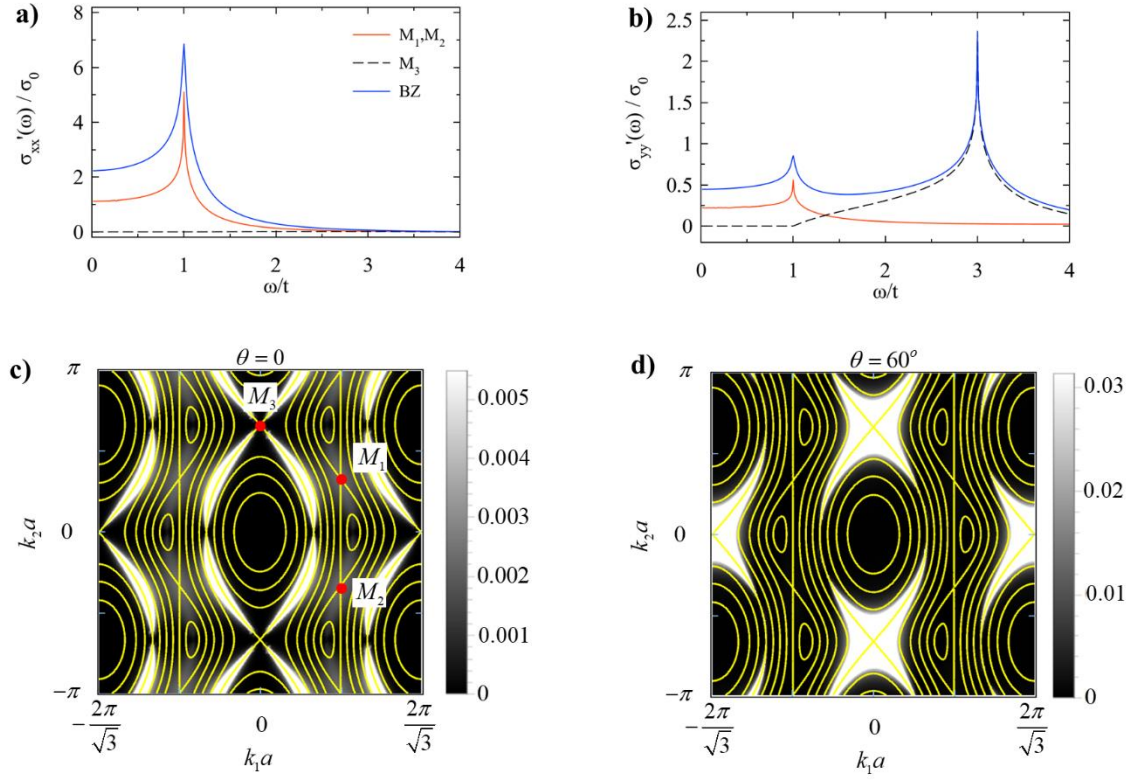 a)
σxx'(ω) / σ0
8
6
4
2
0
M1,M2
M3
BZ
0 1 2 3 4
ω/t
b)
σyy'(ω) / σ0
2.5
2
1.5
1
0.5
0
0 1 2 3 4
ω/t
c)
θ = 0
π
k2a
0
−π
M3
M1
M2
−2π/√3 0 2π/√3
k1a
0.005
0.004
0.003
0.002
0.001
0
d)
θ = 60o
π
k2a
0
−π
−2π/√3 0 2π/√3
k1a
0.03
0.02
0.01
0